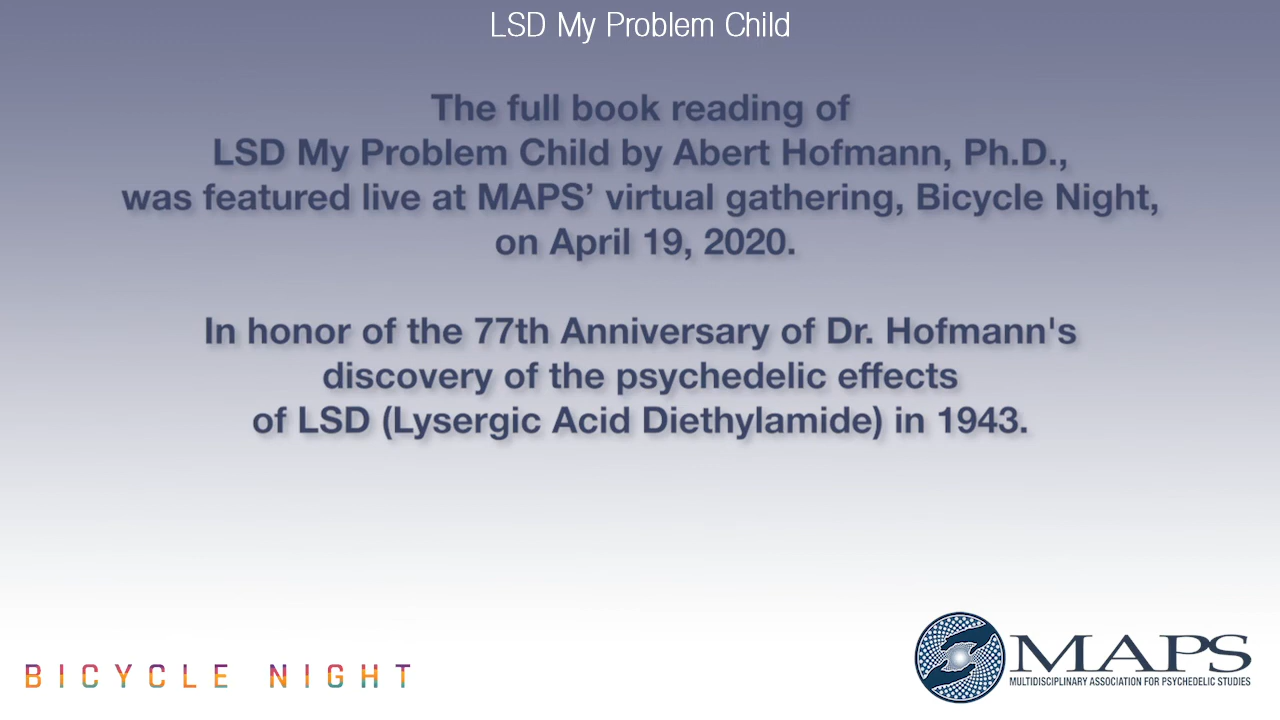 LSD My Problem Child
The full book reading of
LSD My Problem Child by Abert Hofmann, Ph.D.,
was featured live at MAPS’ virtual gathering, Bicycle Night,
on April 19, 2020.
In honor of the 77th Anniversary of Dr. Hofmann's
discovery of the psychedelic effects
of LSD (Lysergic Acid Diethylamide) in 1943.
BICYCLE NIGHT
MAPS
MULTIDISCIPLINARY ASSOCIATION FOR PSYCHEDELIC STUDIES